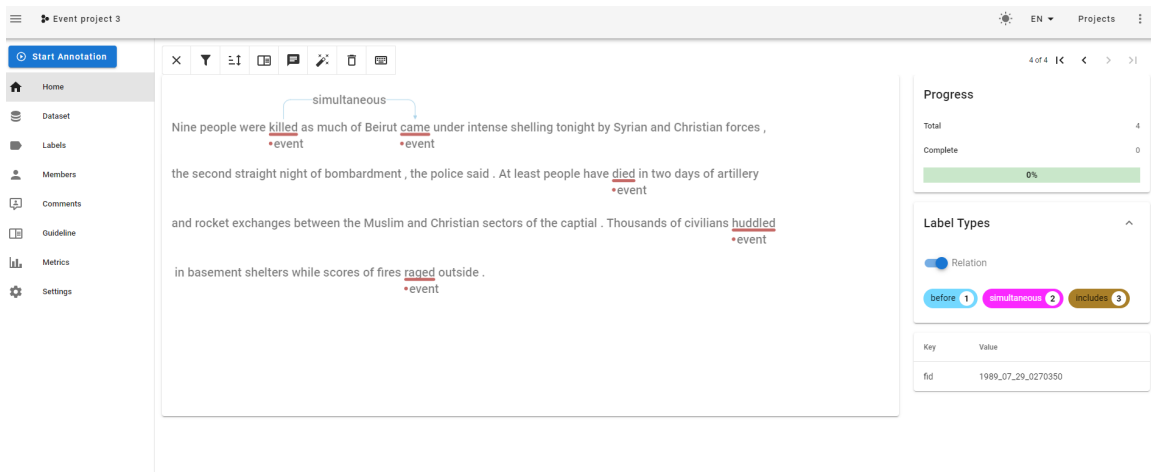 Event project 3
EN
Projects
Start Annotation
Home
Dataset
Labels
Members
Comments
Guideline
Metrics
Settings
4 of 4
simultaneous
Nine people were killed as much of Beirut came under intense shelling tonight by Syrian and Christian forces ,
•event •event
the second straight night of bombardment , the police said . At least people have died in two days of artillery
•event
and rocket exchanges between the Muslim and Christian sectors of the captial . Thousands of civilians huddled
•event
in basement shelters while scores of fires raged outside .
•event
Progress
Total 4
Complete 0
0%
Label Types
Relation
before 1 simultaneous 2 includes 3
Key Value
fid 1989_07_29_0270350